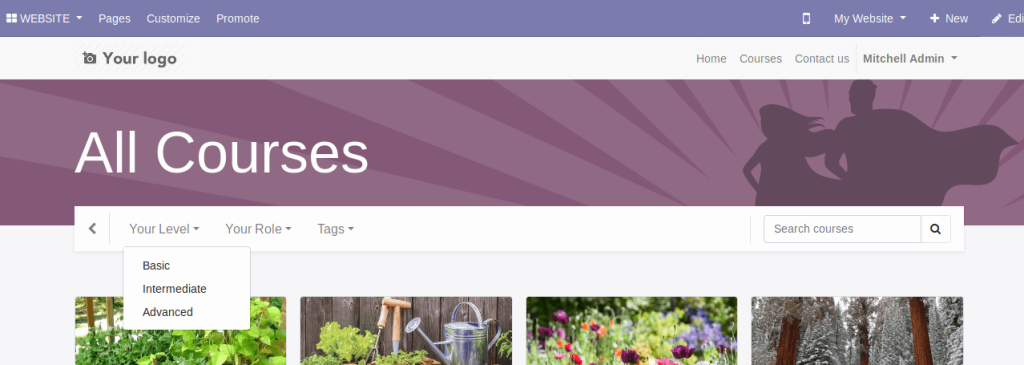 WEBSITE Pages Customize Promote My Website New Edi
Your logo Home Courses Contact us Mitchell Admin
All Courses
Your Level Your Role Tags Search courses
Basic
Intermediate
Advanced